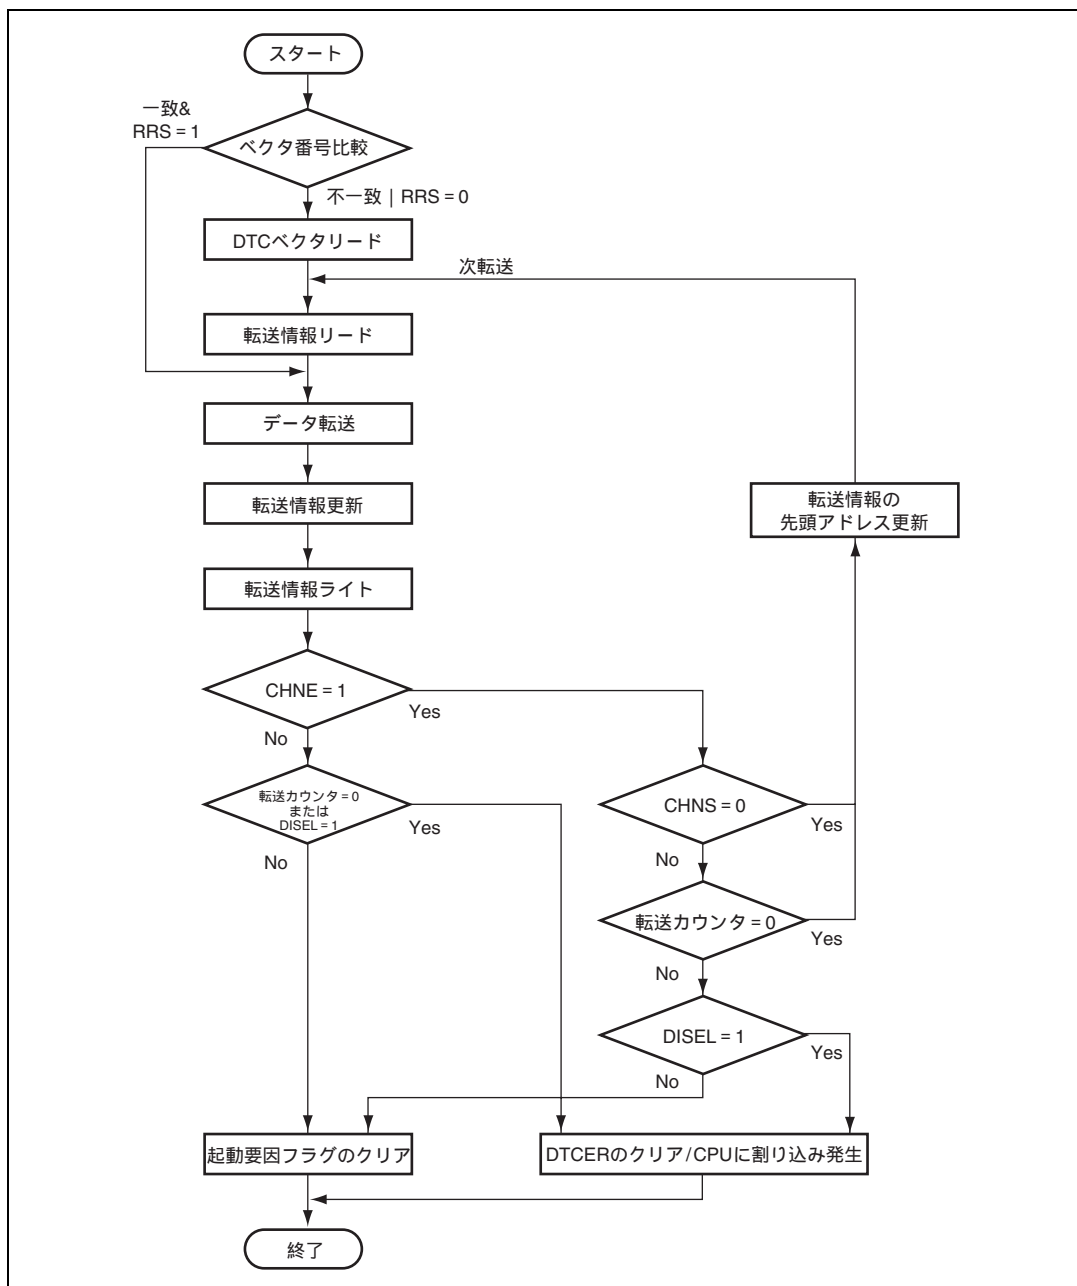 スタート
一致&
RRS = 1
ベクタ番号比較
不一致 | RRS = 0
DTCベクタリード
次転送
転送情報リード
データ転送
転送情報更新
転送情報の
先頭アドレス更新
転送情報ライト
CHNE = 1
Yes
No
転送カウンタ = 0
または
DISEL = 1
Yes
No
CHNS = 0
Yes
No
転送カウンタ = 0
Yes
No
DISEL = 1
Yes
No
起動要因フラグのクリア
DTCERのクリア/CPUに割り込み発生
終了